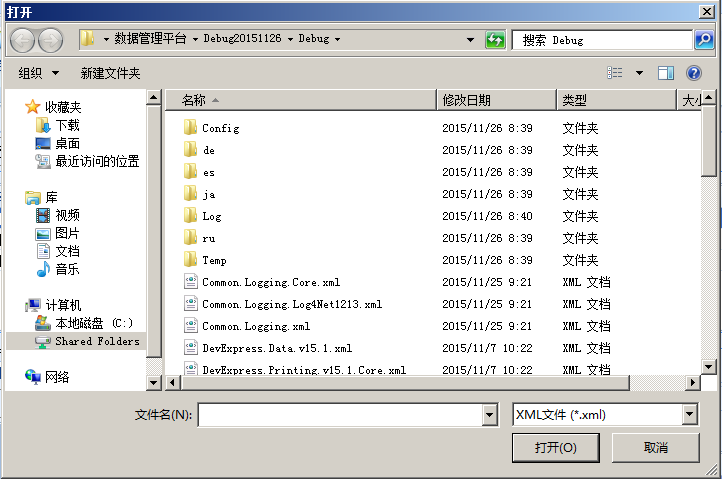 打开
数据管理平台 Debug20151126 Debug
搜索 Debug
组织 新建文件夹
收藏夹
下载
桌面
最近访问的位置
库
视频
图片
文档
音乐
计算机
本地磁盘 (C:)
Shared Folders
网络
名称 修改日期 类型 大小
Config 2015/11/26 8:39 文件夹
de 2015/11/26 8:39 文件夹
es 2015/11/26 8:39 文件夹
ja 2015/11/26 8:39 文件夹
Log 2015/11/26 8:40 文件夹
ru 2015/11/26 8:39 文件夹
Temp 2015/11/26 8:39 文件夹
Common.Logging.Core.xml 2015/11/25 9:21 XML 文档
Common.Logging.Log4Net1213.xml 2015/11/25 9:21 XML 文档
Common.Logging.xml 2015/11/25 9:21 XML 文档
DevExpress.Data.v15.1.xml 2015/11/7 10:22 XML 文档
DevExpress.Printing.v15.1.Core.xml 2015/11/7 10:22 XML 文档
文件名(N):
XML文件 (*.xml)
打开(O) 取消